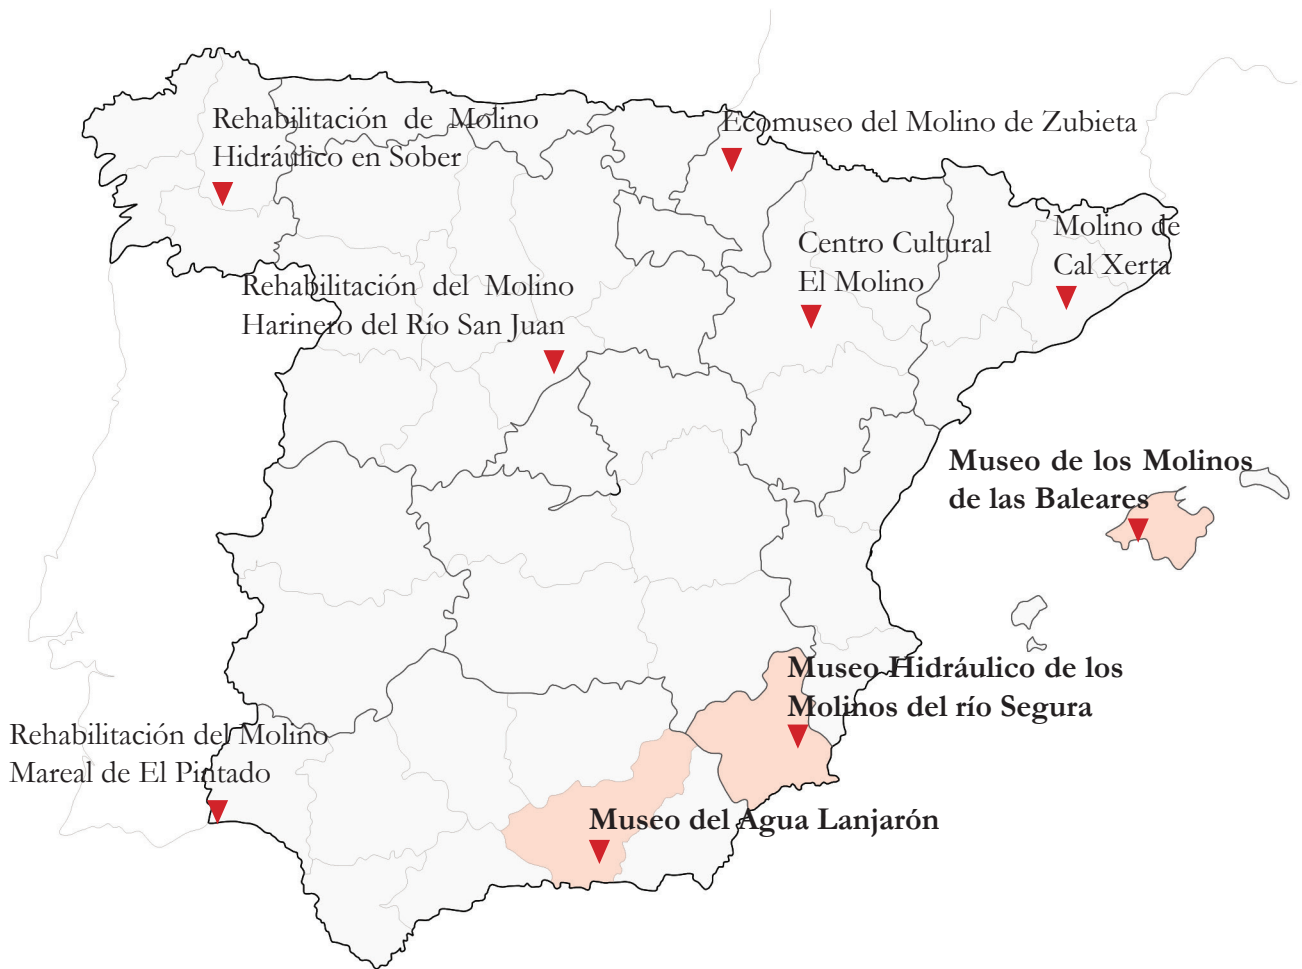 Rehabilitación de Molino
Hidráulico en Sober
Ecomuseo del Molino de Zubieta
Centro Cultural
El Molino
Molino de
Cal Xerta
Rehabilitación del Molino
Harinero del Río San Juan
Museo de los Molinos
de las Baleares
Museo Hidráulico de los
Molinos del río Segura
Rehabilitación del Molino
Mareal de El Pintado
Museo del Agua Lanjarón